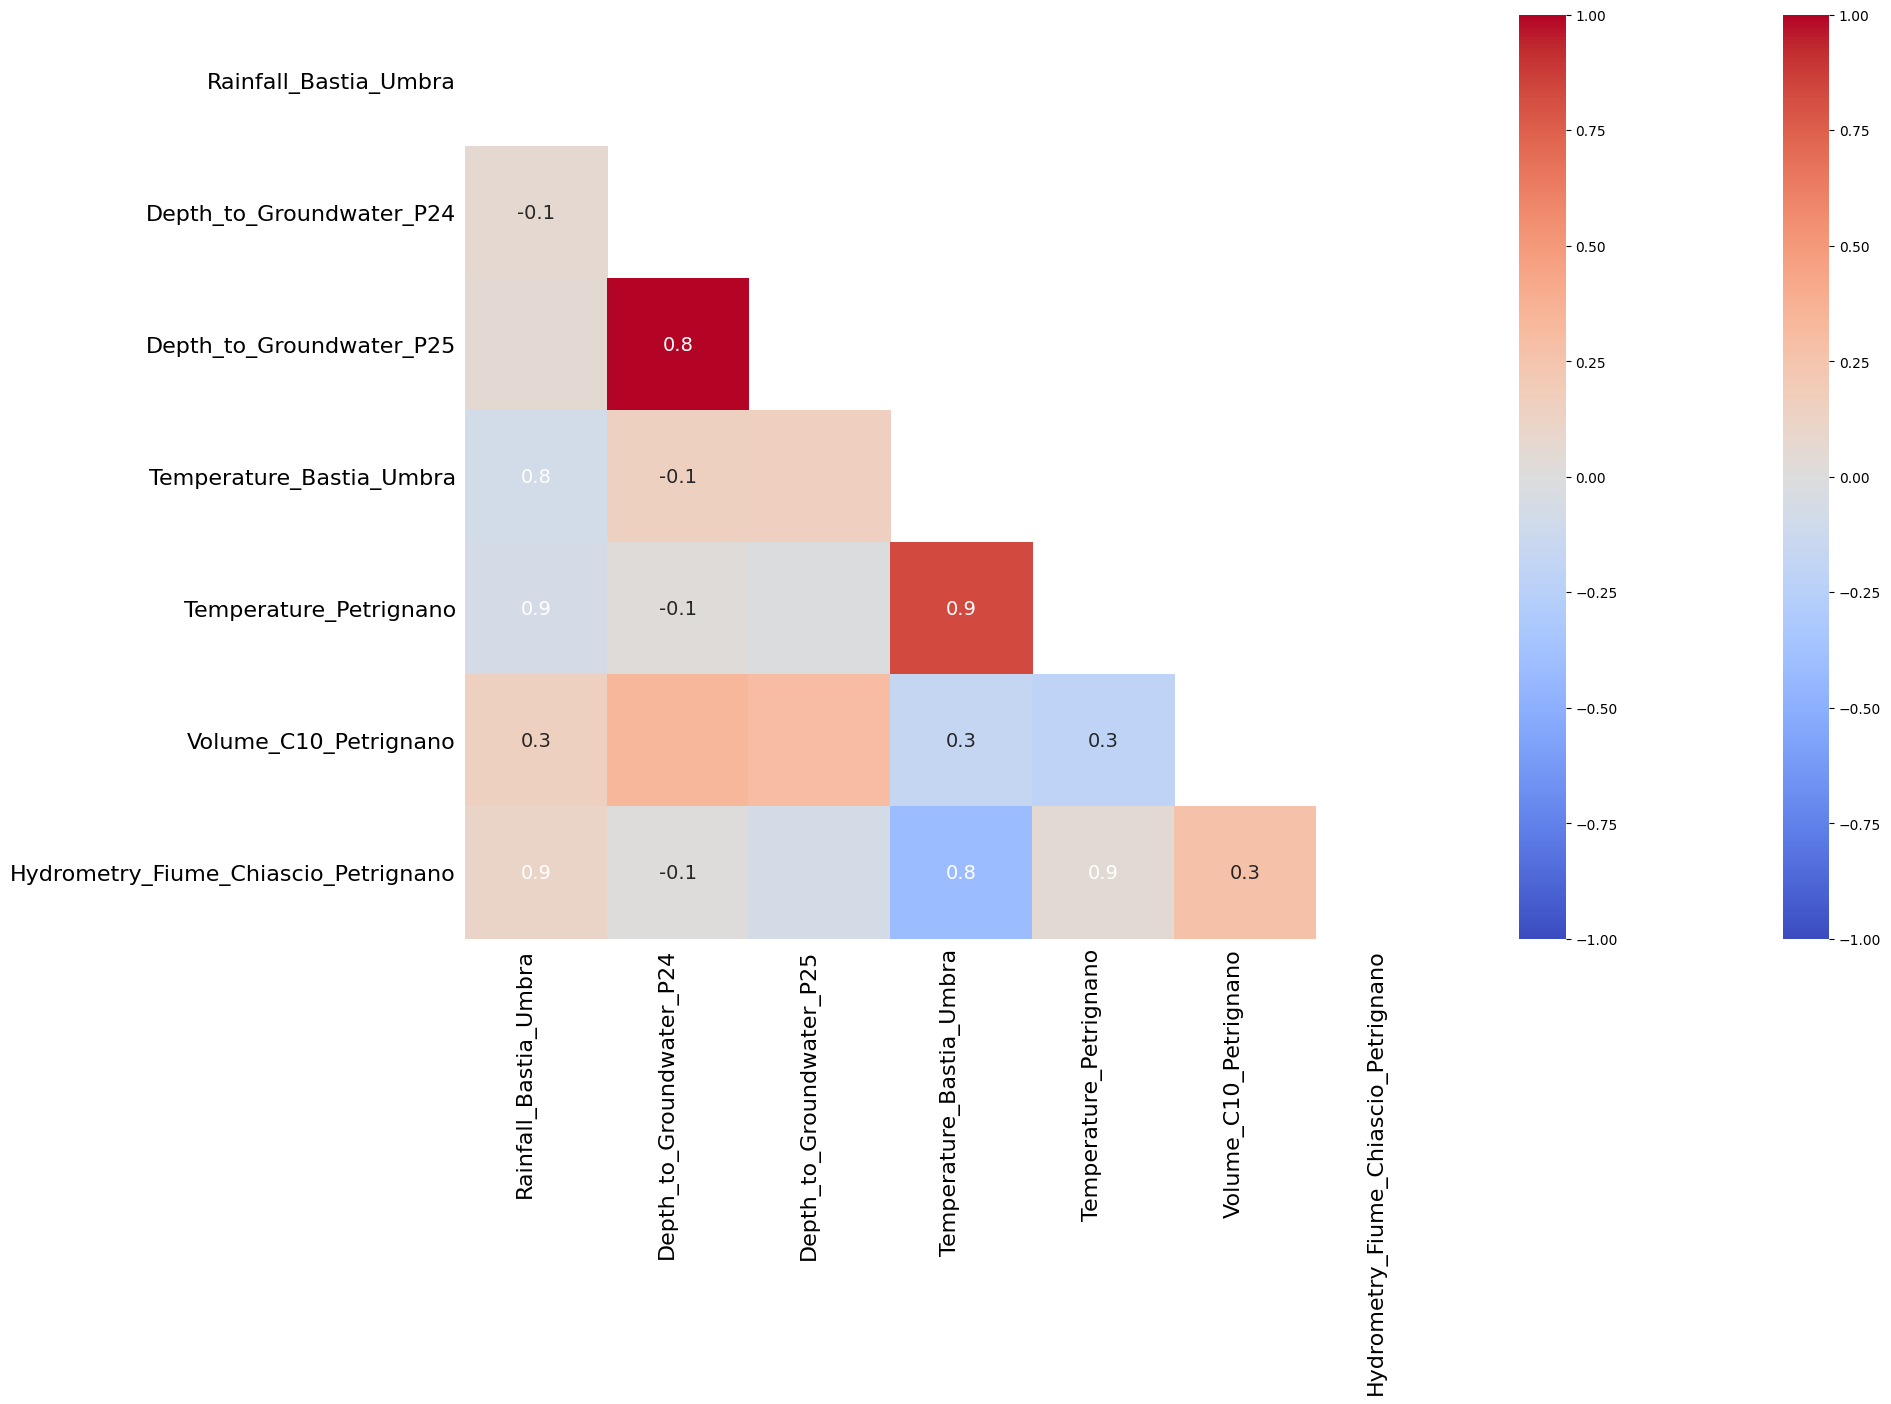 Rainfall_Bastia_Umbra
Depth_to_Groundwater_P24
-0.1
Depth_to_Groundwater_P25
0.8
Temperature_Bastia_Umbra
0.8 -0.1
Temperature_Petrignano
0.9 -0.1 0.9
Volume_C10_Petrignano
0.3 0.3 0.3
Hydrometry_Fiume_Chiascio_Petrignano
0.9 -0.1 0.8 0.9 0.3
Rainfall_Bastia_Umbra
Depth_to_Groundwater_P24
Depth_to_Groundwater_P25
Temperature_Bastia_Umbra
Temperature_Petrignano
Volume_C10_Petrignano
Hydrometry_Fiume_Chiascio_Petrignano
1.00
0.75
0.50
0.25
0.00
−0.25
−0.50
−0.75
−1.00
1.00
0.75
0.50
0.25
0.00
−0.25
−0.50
−0.75
−1.00